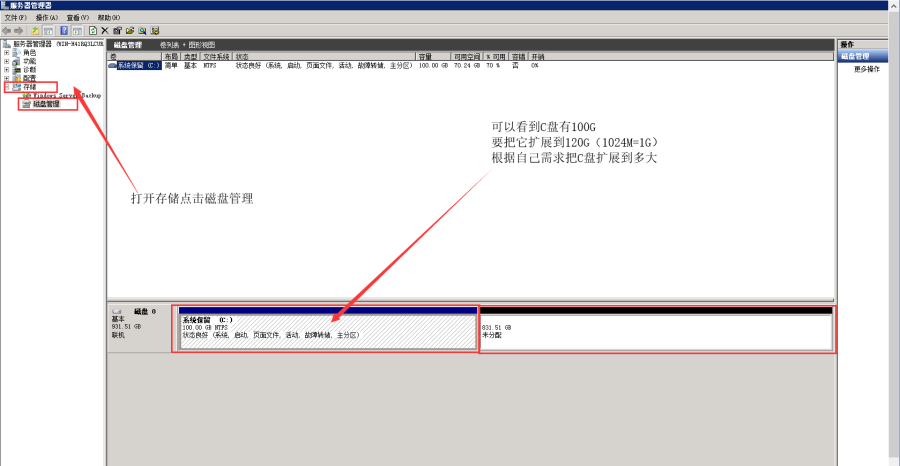 服务器管理器
文件(F) 操作(A) 查看(V) 帮助(H)
服务器管理器 (WIN-H41RQ3LCUR
角色
功能
诊断
配置
存储
Windows Server Backup
磁盘管理
磁盘管理 卷列表 + 图形视图
卷 布局 类型 文件系统 状态 容量 可用空间 % 可用 容错 开销
系统保留 (C:) 简单 基本 NTFS 状态良好 (系统, 启动, 页面文件, 活动, 故障转储, 主分区) 100.00 GB 70.24 GB 70 % 否 0%
可以看到C盘有100G
要把它扩展到120G（1024M=1G）
根据自己需求把C盘扩展到多大
打开存储点击磁盘管理
磁盘 0
基本
931.51 GB
联机
系统保留 (C:)
100.00 GB NTFS
状态良好 (系统, 启动, 页面文件, 活动, 故障转储, 主分区)
831.51 GB
未分配
操作
磁盘管理
更多操作